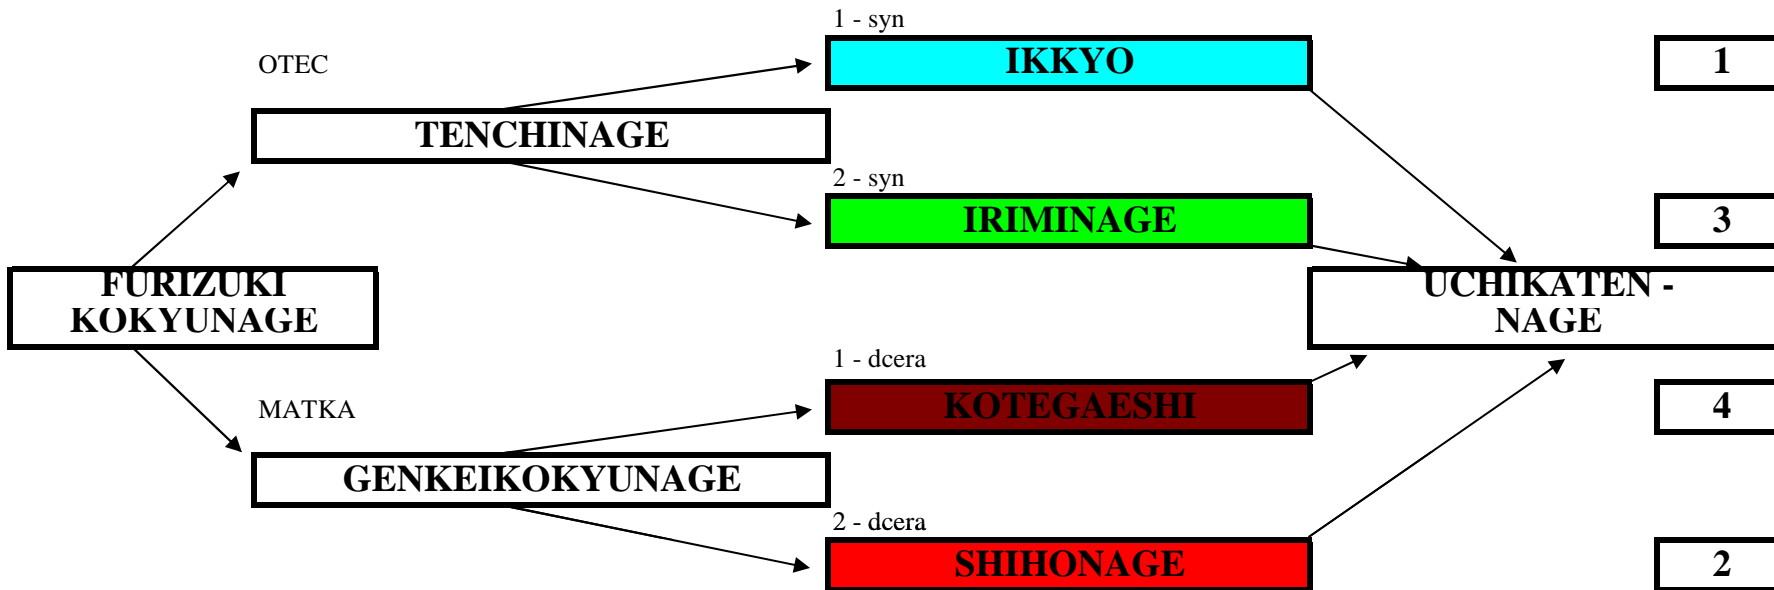 1 - syn
OTEC
IKKYO
1
TENCHINAGE
2 - syn
IRIMINAGE
3
FURIZUKI
KOKYUNAGE
UCHIKATEN -
NAGE
1 - dcera
MATKA
KOTEGAESHI
4
GENKEIKOKYUNAGE
2 - dcera
SHIHONAGE
2